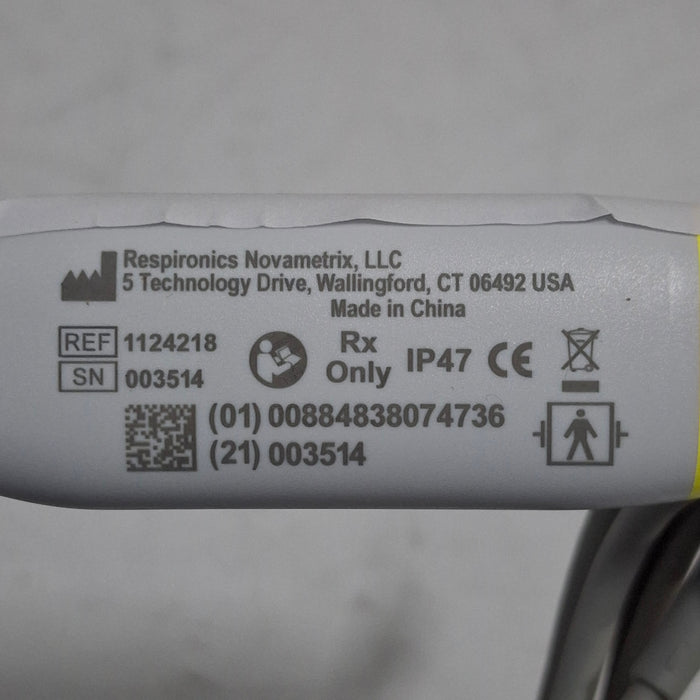 Respironics Novametrix, LLC
5 Technology Drive, Wallingford, CT 06492 USA
Made in China
REF 1124218
SN 003514
Rx Only
IP47
CE
(01) 00884838074736
(21) 003514